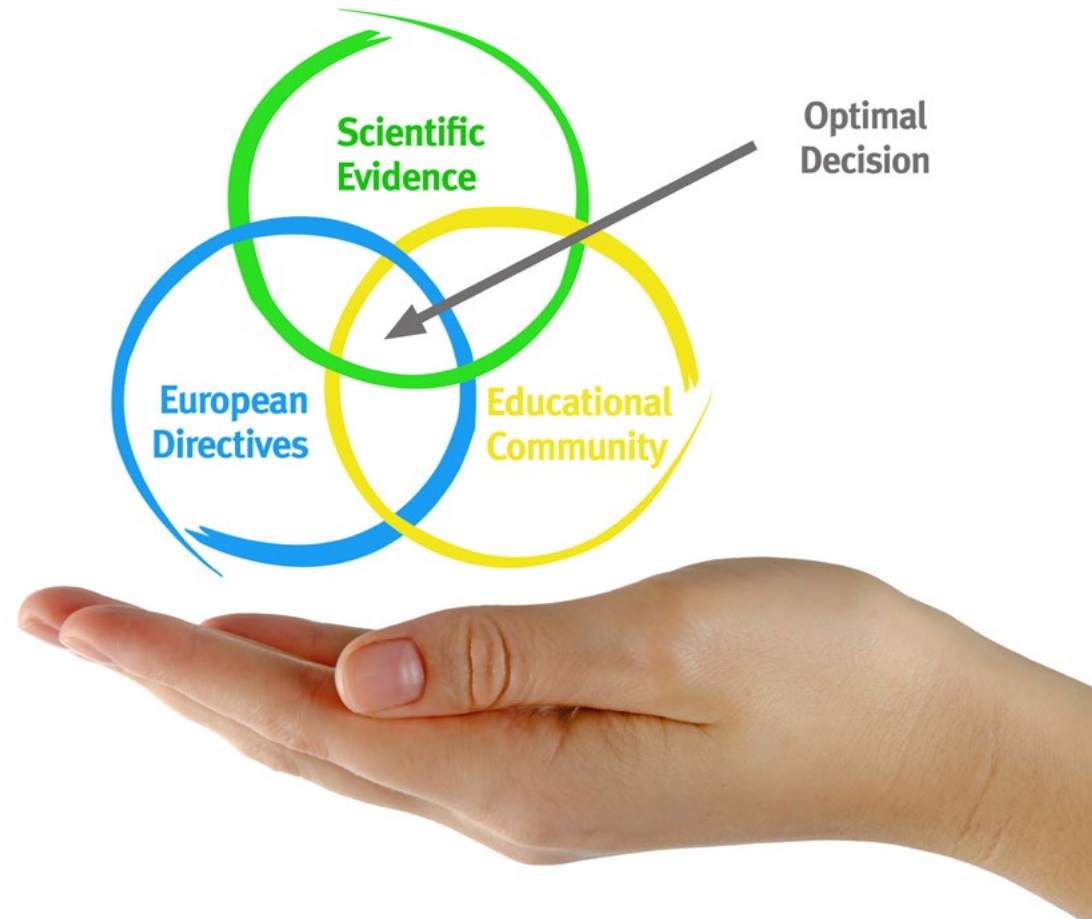 Scientific
Evidence
Optimal
Decision
European
Directives
Educational
Community